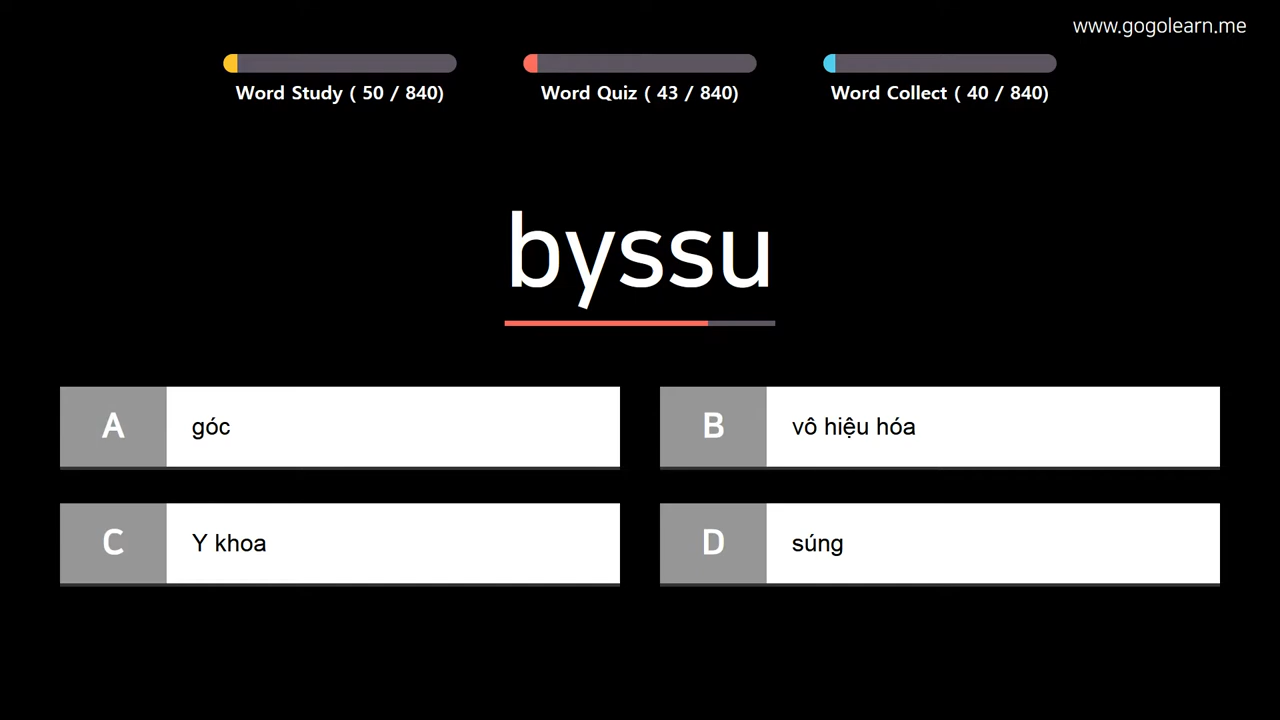 www.gogolearn.me
Word Study ( 50 / 840)
Word Quiz ( 43 / 840)
Word Collect ( 40 / 840)
byssu
A
góc
B
vô hiệu hóa
C
Y khoa
D
súng